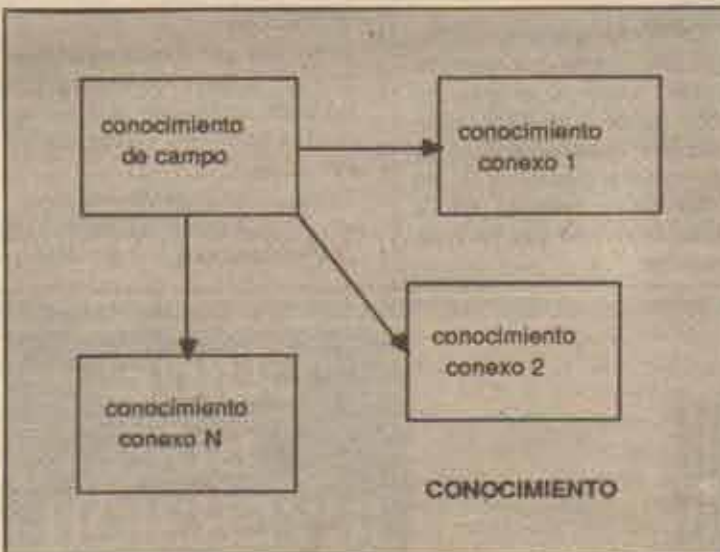 conocimiento
de campo
conocimiento
conexo 1
conocimiento
conexo 2
conocimiento
conexo N
CONOCIMIENTO